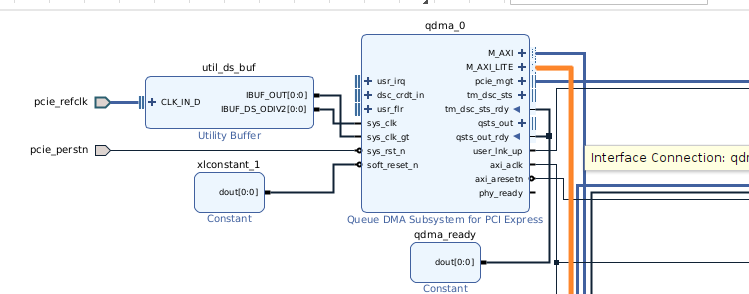 qdma_0
M_AXI
M_AXI_LITE
usr_irq
pcie_mgt
dsc_crdt_in
tm_dsc_sts
usr_flr
tm_dsc_sts_rdy
sys_clk
qsts_out
sys_clk_gt
qsts_out_rdy
sys_rst_n
user_lnk_up
soft_reset_n
axi_aclk
axi_aresetn
phy_ready
Queue DMA Subsystem for PCI Express
util_ds_buf
CLK_IN_D
IBUF_OUT[0:0]
IBUF_DS_ODIV2[0:0]
Utility Buffer
pcie_refclk
pcie_perstn
xlconstant_1
dout[0:0]
Constant
qdma_ready
dout[0:0]
Constant
Interface Connection: qdr